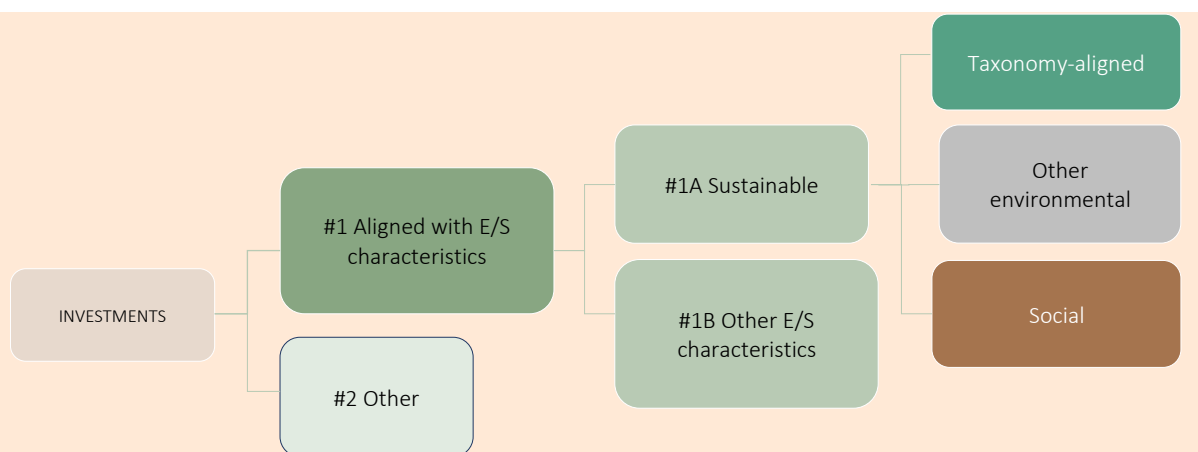 INVESTMENTS
#1 Aligned with E/S
characteristics
#2 Other
#1A Sustainable
#1B Other E/S
characteristics
Taxonomy-aligned
Other
environmental
Social